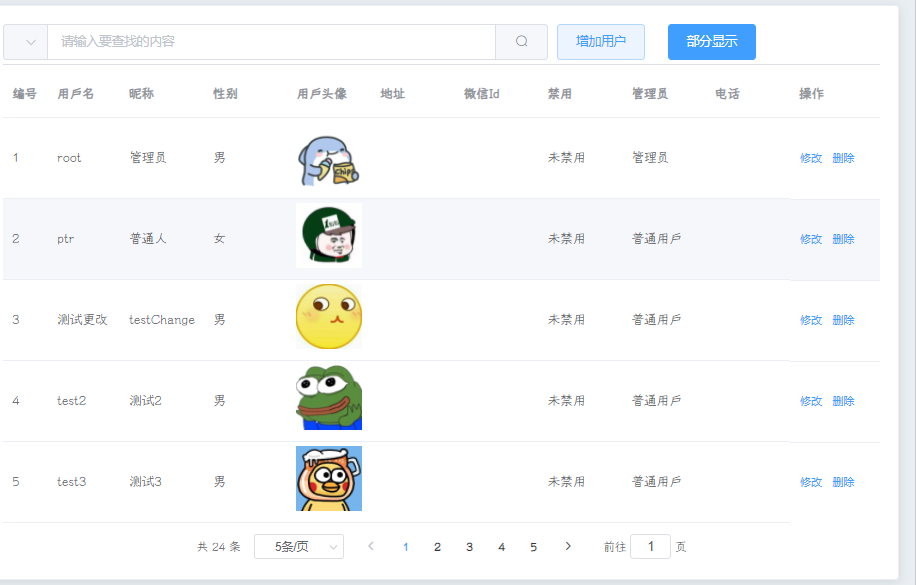 请输入要查找的内容 增加用户 部分显示
编号 用户名 昵称 性别 用户头像 地址 微信Id 禁用 管理员 电话 操作
1 root 管理员 男 未禁用 管理员 修改 删除
Chips
2 ptr 普通人 女 未禁用 普通用户 修改 删除
3 测试更改 testChange 男 未禁用 普通用户 修改 删除
4 test2 测试2 男 未禁用 普通用户 修改 删除
5 test3 测试3 男 未禁用 普通用户 修改 删除
共 24 条 5条/页 1 2 3 4 5 前往 1 页